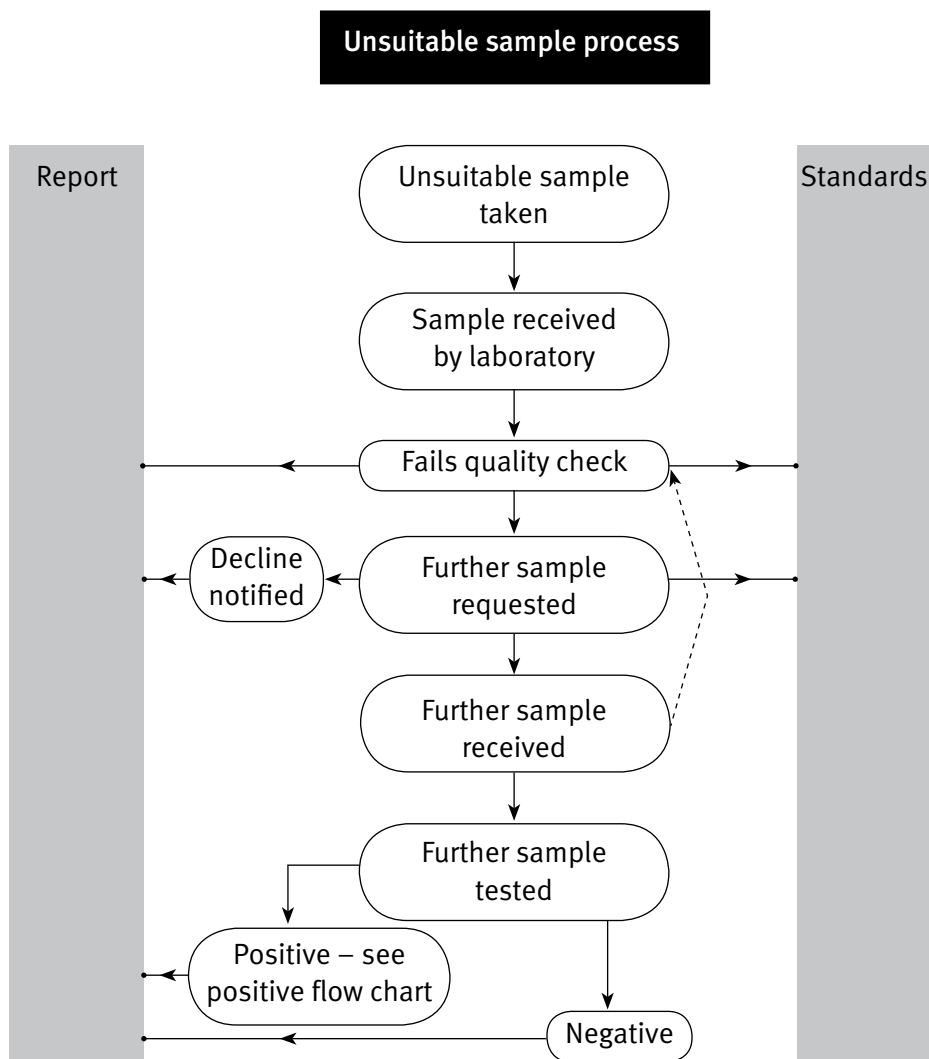 Unsuitable sample process
Report
Standards
Unsuitable sample
taken
Sample received
by laboratory
Fails quality check
Decline
notified
Further sample
requested
Further sample
received
Further sample
tested
Positive – see
positive flow chart
Negative